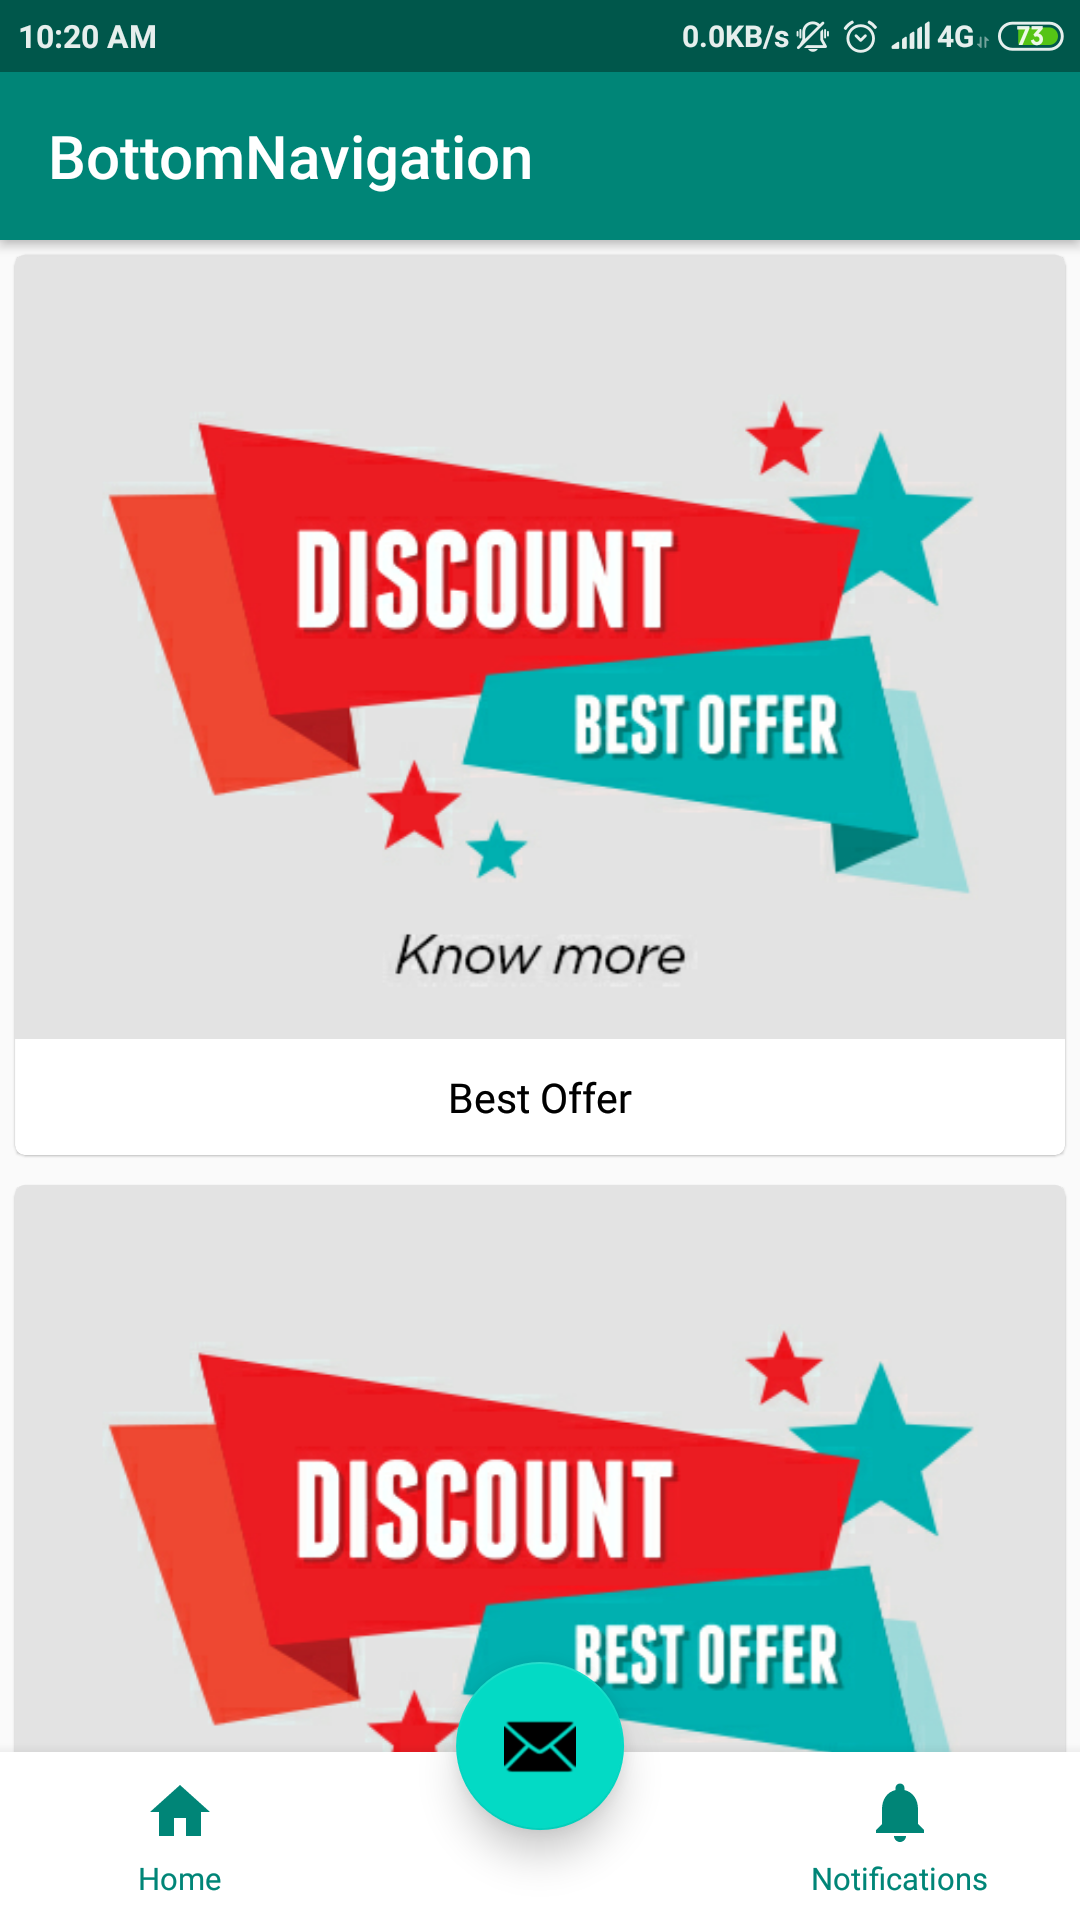 10:20 AM 0.0KB/s 4G 73
BottomNavigation
DISCOUNT
BEST OFFER
Know more
Best Offer
DISCOUNT
BEST OFFER
Home Notifications